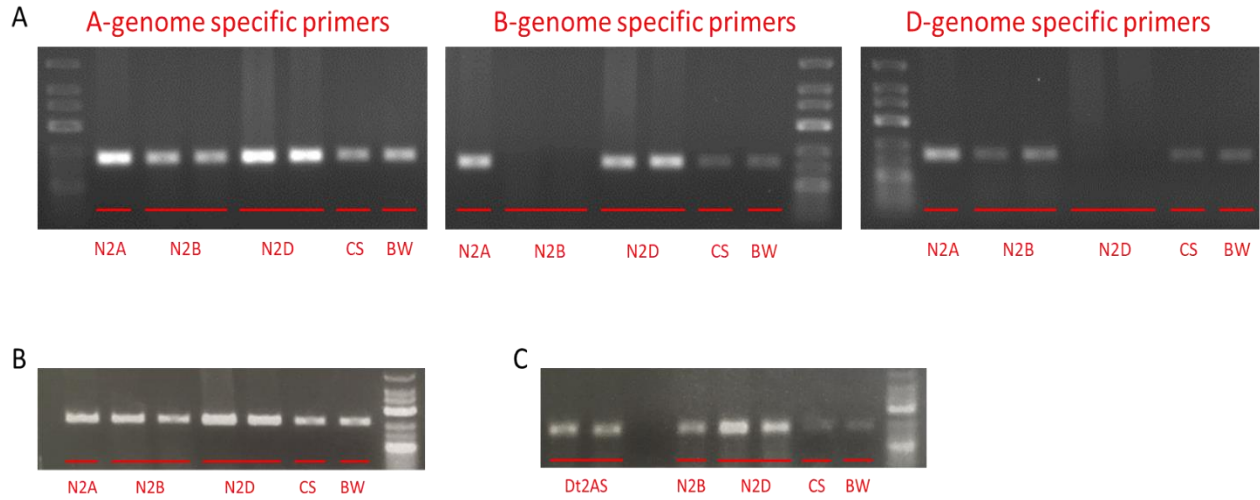 A
A-genome specific primers
B-genome specific primers
D-genome specific primers
N2A N2B N2D CS BW
N2A N2B N2D CS BW
N2A N2B N2D CS BW
B
C
N2A N2B N2D CS BW
Dt2AS N2B N2D CS BW